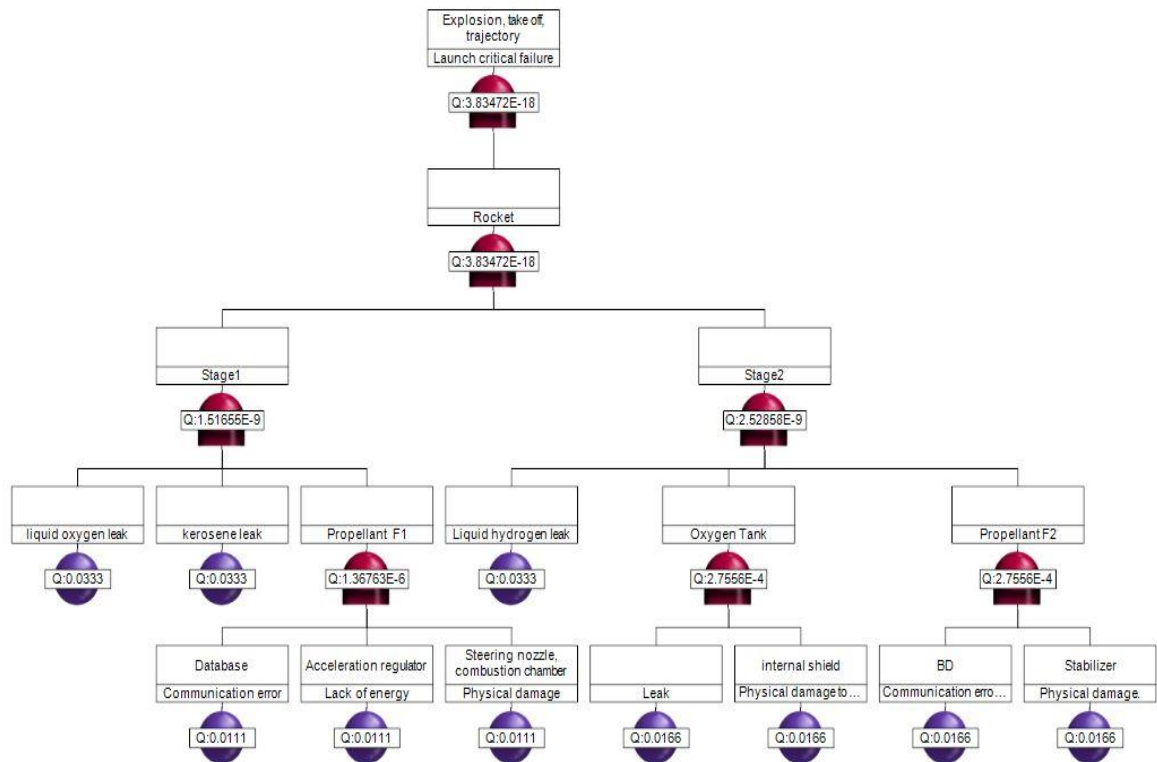 Explosion, take off,
trajectory
Launch critical failure
Q:3.83472E-18
Rocket
Q:3.83472E-18
Stage1
Stage2
Q:1.51655E-9
Q:2.52858E-9
liquid oxygen leak
kerosene leak
Propellant F1
Liquid hydrogen leak
Oxygen Tank
Propellant F2
Q:0.0333
Q:0.0333
Q:1.36763E-6
Q:0.0333
Q:2.7556E-4
Q:2.7556E-4
Database
Communication error
Acceleration regulator
Lack of energy
Steering nozzle,
combustion chamber
Physical damage
Leak
internal shield
Physical damage to ...
BD
Communication erro...
Stabilizer
Physical damage.
Q:0.0111
Q:0.0111
Q:0.0111
Q:0.0166
Q:0.0166
Q:0.0166
Q:0.0166